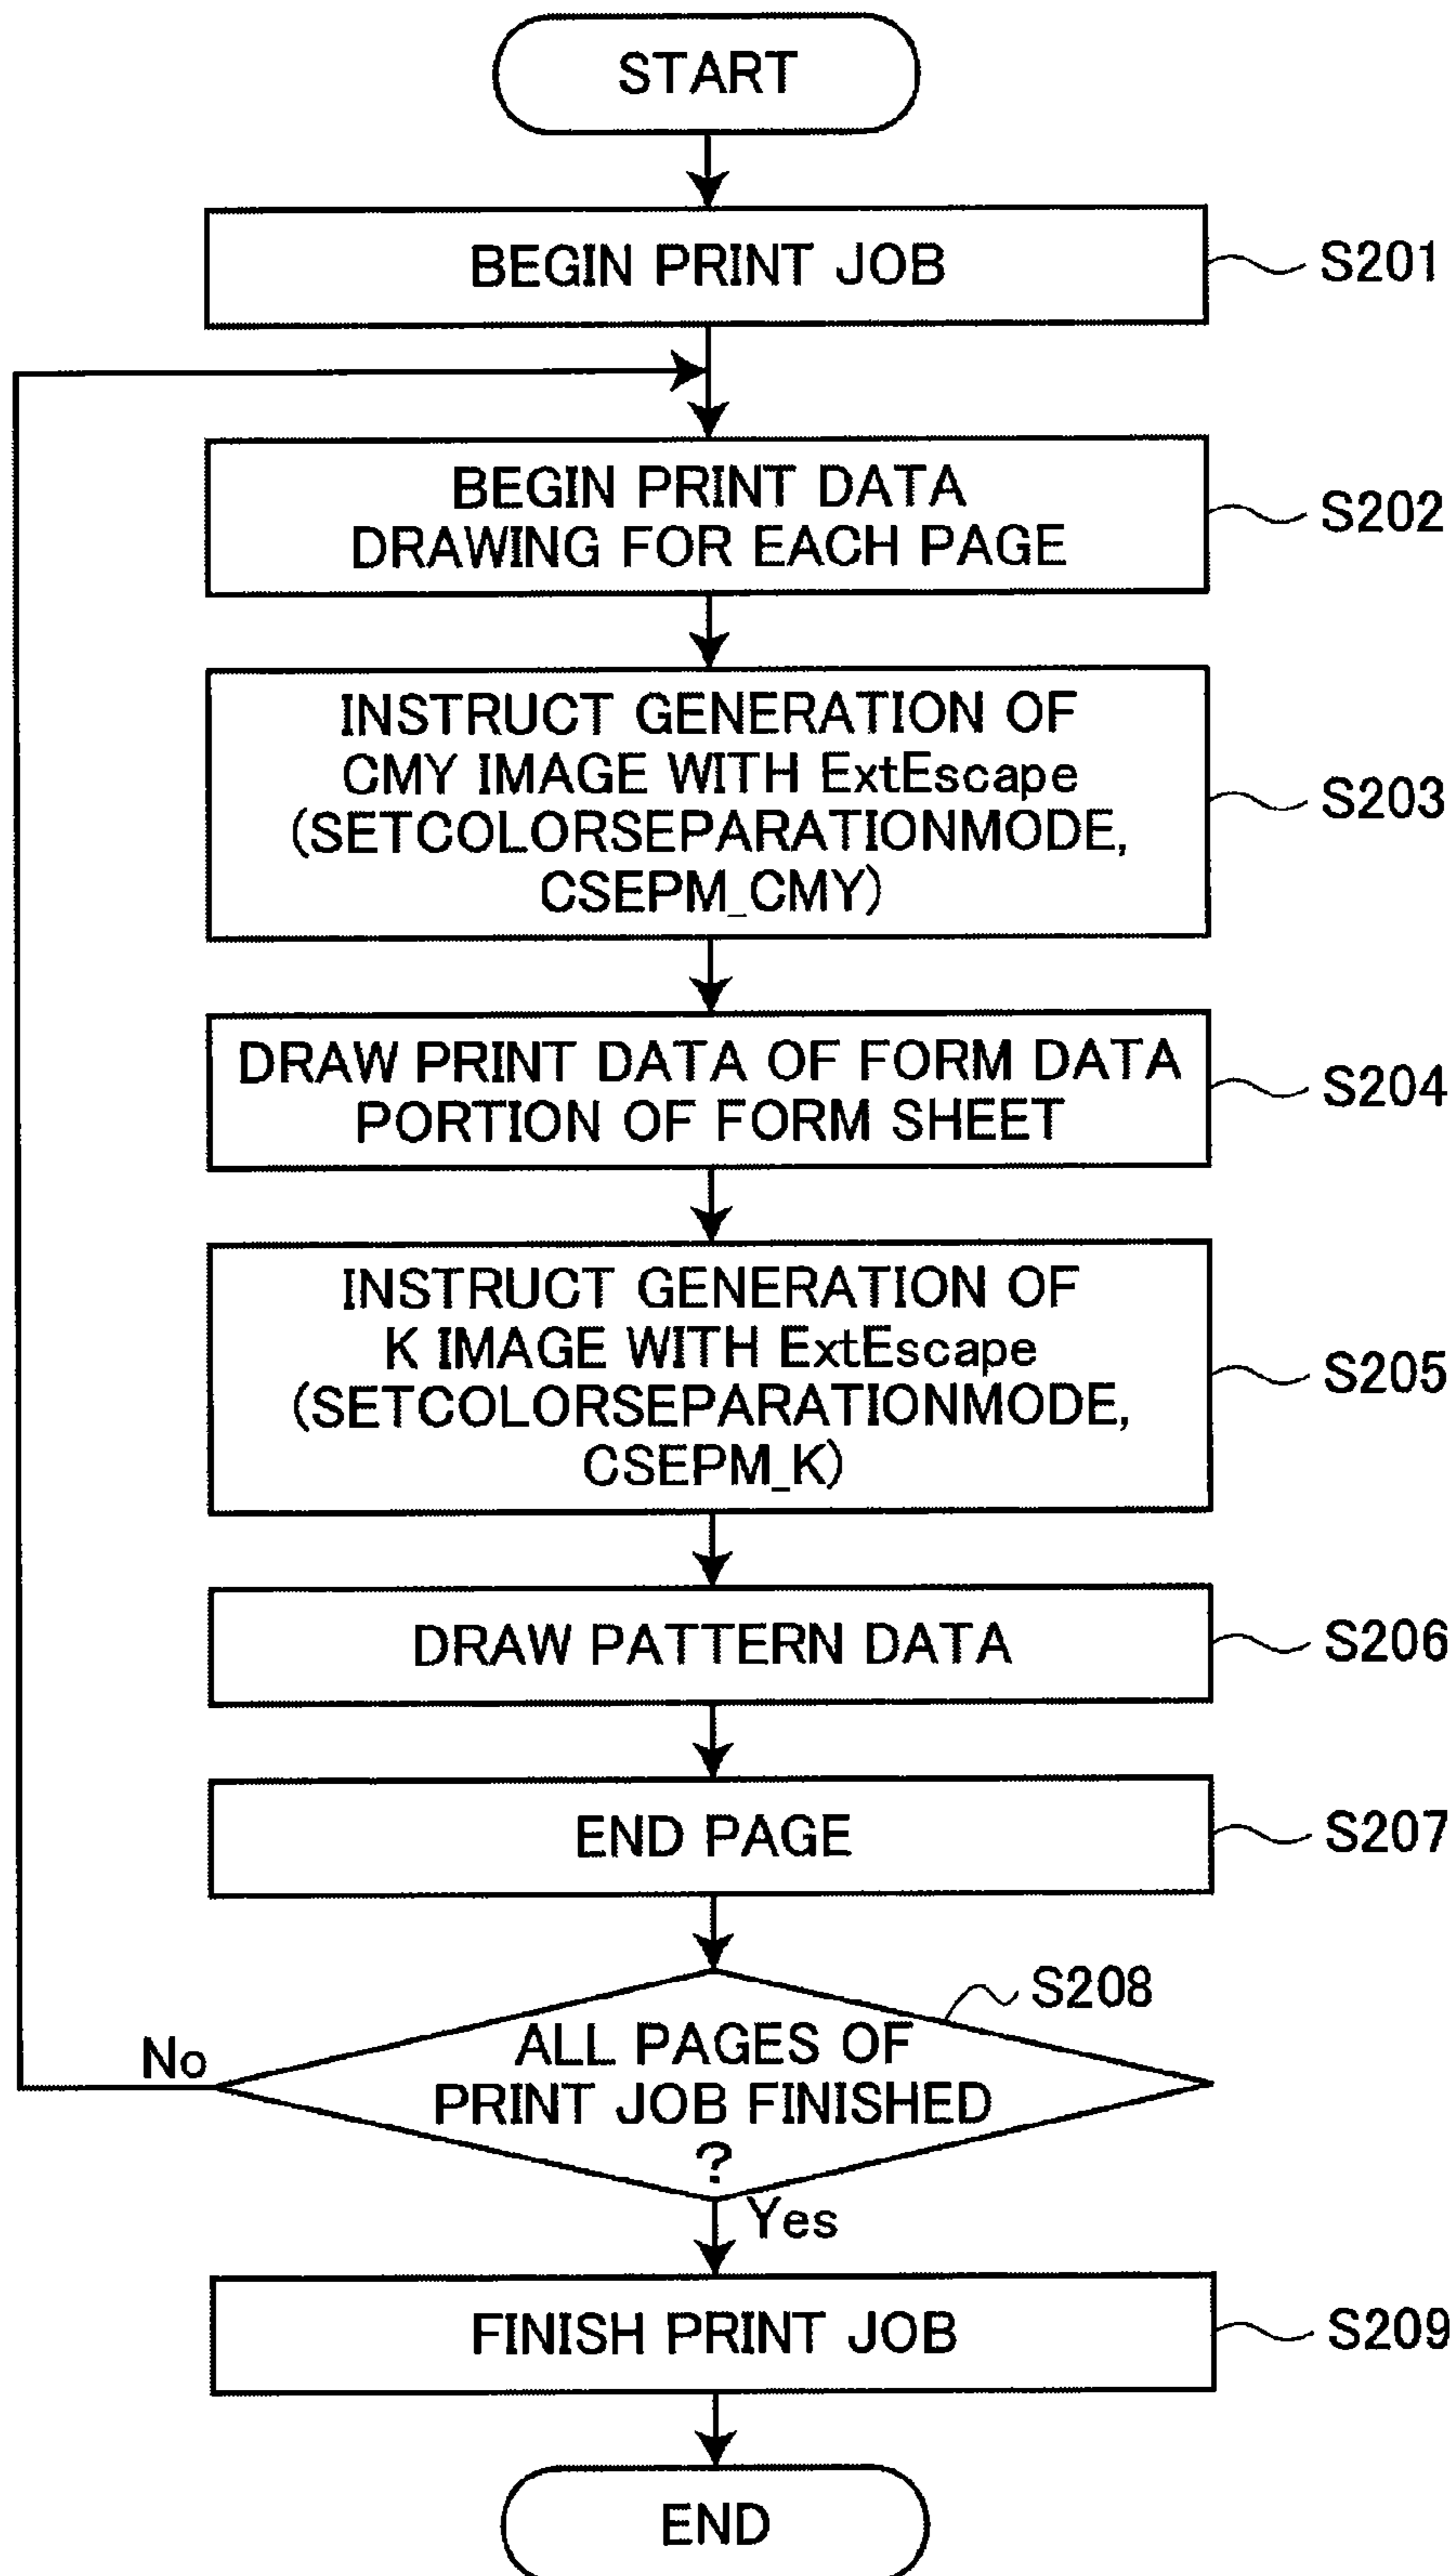 START
BEGIN PRINT JOB
S201
BEGIN PRINT DATA
DRAWING FOR EACH PAGE
S202
INSTRUCT GENERATION OF
CMY IMAGE WITH ExtEscape
(SETCOLORSEPARATIONMODE,
CSEPM_CMY)
S203
DRAW PRINT DATA OF FORM DATA
PORTION OF FORM SHEET
S204
INSTRUCT GENERATION OF
K IMAGE WITH ExtEscape
(SETCOLORSEPARATIONMODE,
CSEPM_K)
S205
DRAW PATTERN DATA
S206
END PAGE
S207
S208
ALL PAGES OF
PRINT JOB FINISHED
?
No
Yes
FINISH PRINT JOB
S209
END